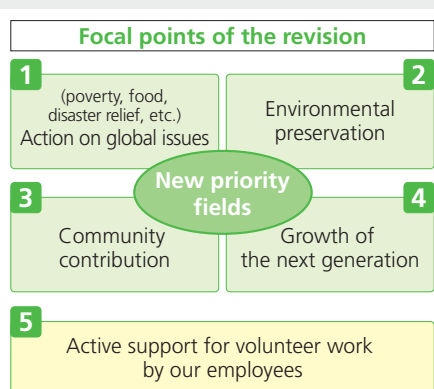 Focal points of the revision
1
(poverty, food,
disaster relief, etc.)
Action on global issues
2
Environmental
preservation
New priority
fields
3
Community
contribution
4
Growth of
the next generation
5
Active support for volunteer work
by our employees